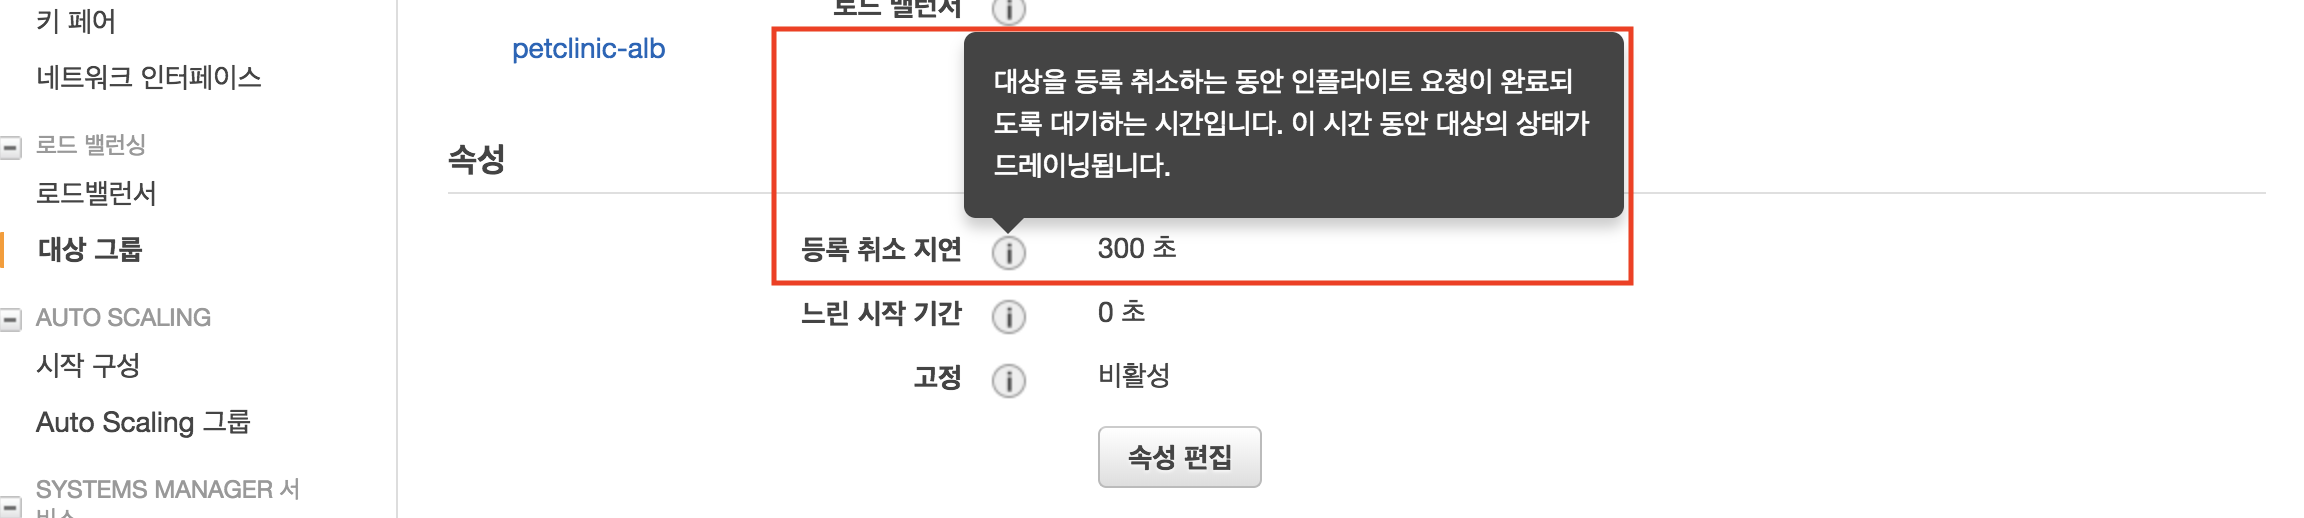 키 페어
네트워크 인터페이스
로드 밸런싱
로드밸런서
대상 그룹
AUTO SCALING
시작 구성
Auto Scaling 그룹
SYSTEMS MANAGER 서
비스
로드 밸런서
petclinic-alb
대상을 등록 취소하는 동안 인플라이트 요청이 완료되
도록 대기하는 시간입니다. 이 시간 동안 대상의 상태가
드레이닝됩니다.
속성
등록 취소 지연 300 초
느린 시작 기간 0 초
고정 비활성
속성 편집